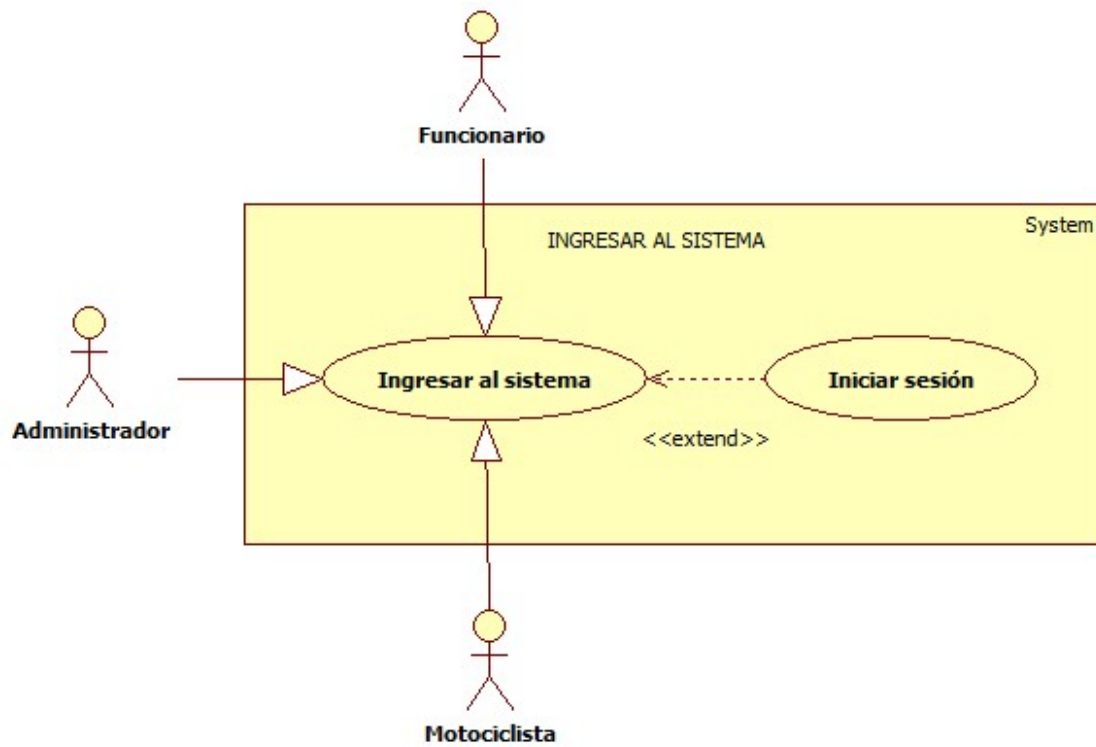 Funcionario
System
INGRESAR AL SISTEMA
Administrador
Ingresar al sistema
Iniciar sesión
<<extend>>
Motociclista